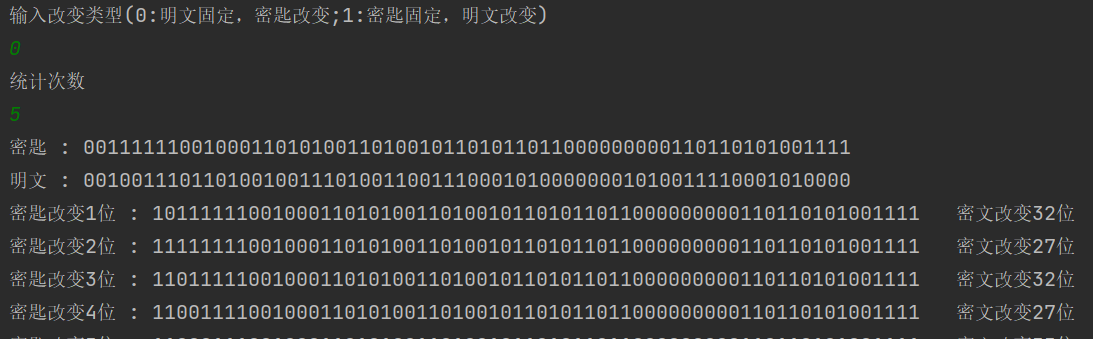 输入改变类型(0:明文固定，密匙改变;1:密匙固定，明文改变)
0
统计次数
5
密匙 : 0011111100100011010100110100101101011011000000000110110101001111
明文 : 0010011101101001001110100110011100010100000001010011111000101000
密匙改变1位 : 1011111100100011010100110100101101011011000000000110110101001111 密文改变32位
密匙改变2位 : 1111111100100011010100110100101101011011000000000110110101001111 密文改变27位
密匙改变3位 : 1101111100100011010100110100101101011011000000000110110101001111 密文改变32位
密匙改变4位 : 1100111100100011010100110100101101011011000000000110110101001111 密文改变27位